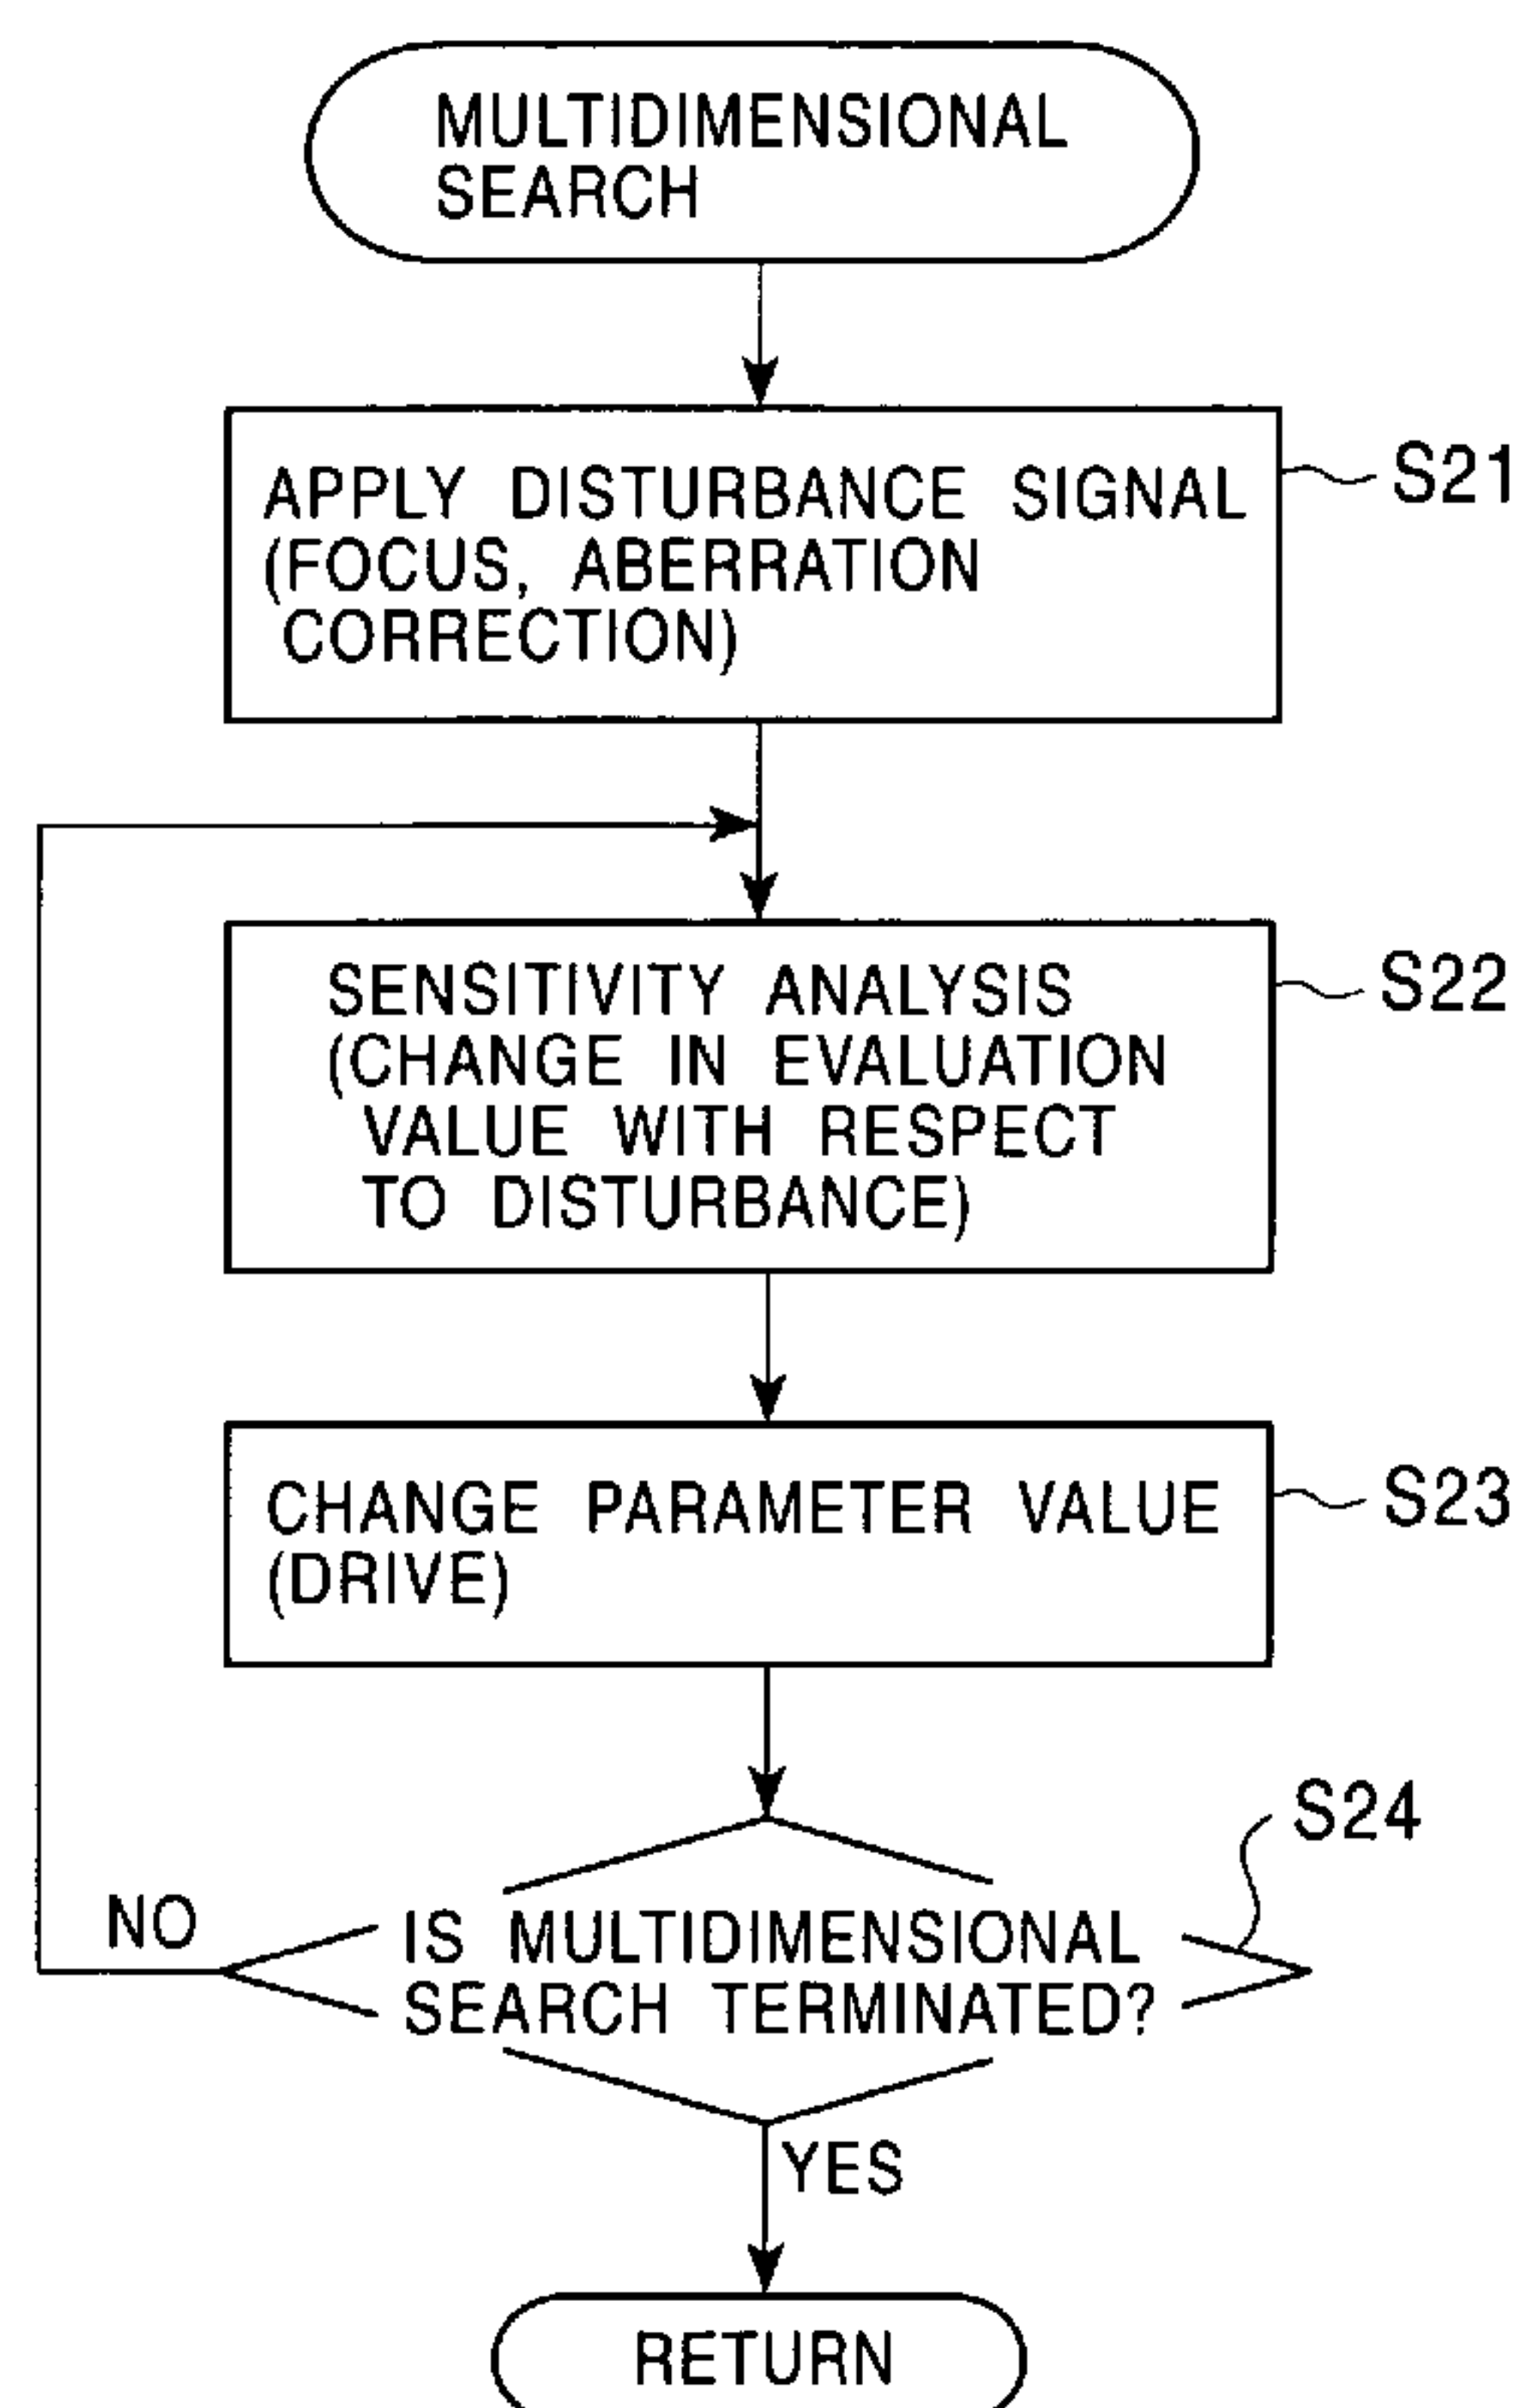 MULTIDIMENSIONAL
SEARCH
APPLY DISTURBANCE SIGNAL
(FOCUS, ABERRATION
CORRECTION)
S21
SENSITIVITY ANALYSIS
(CHANGE IN EVALUATION
VALUE WITH RESPECT
TO DISTURBANCE)
S22
CHANGE PARAMETER VALUE
(DRIVE)
S23
S24
NO
IS MULTIDIMENSIONAL
SEARCH TERMINATED?
YES
RETURN